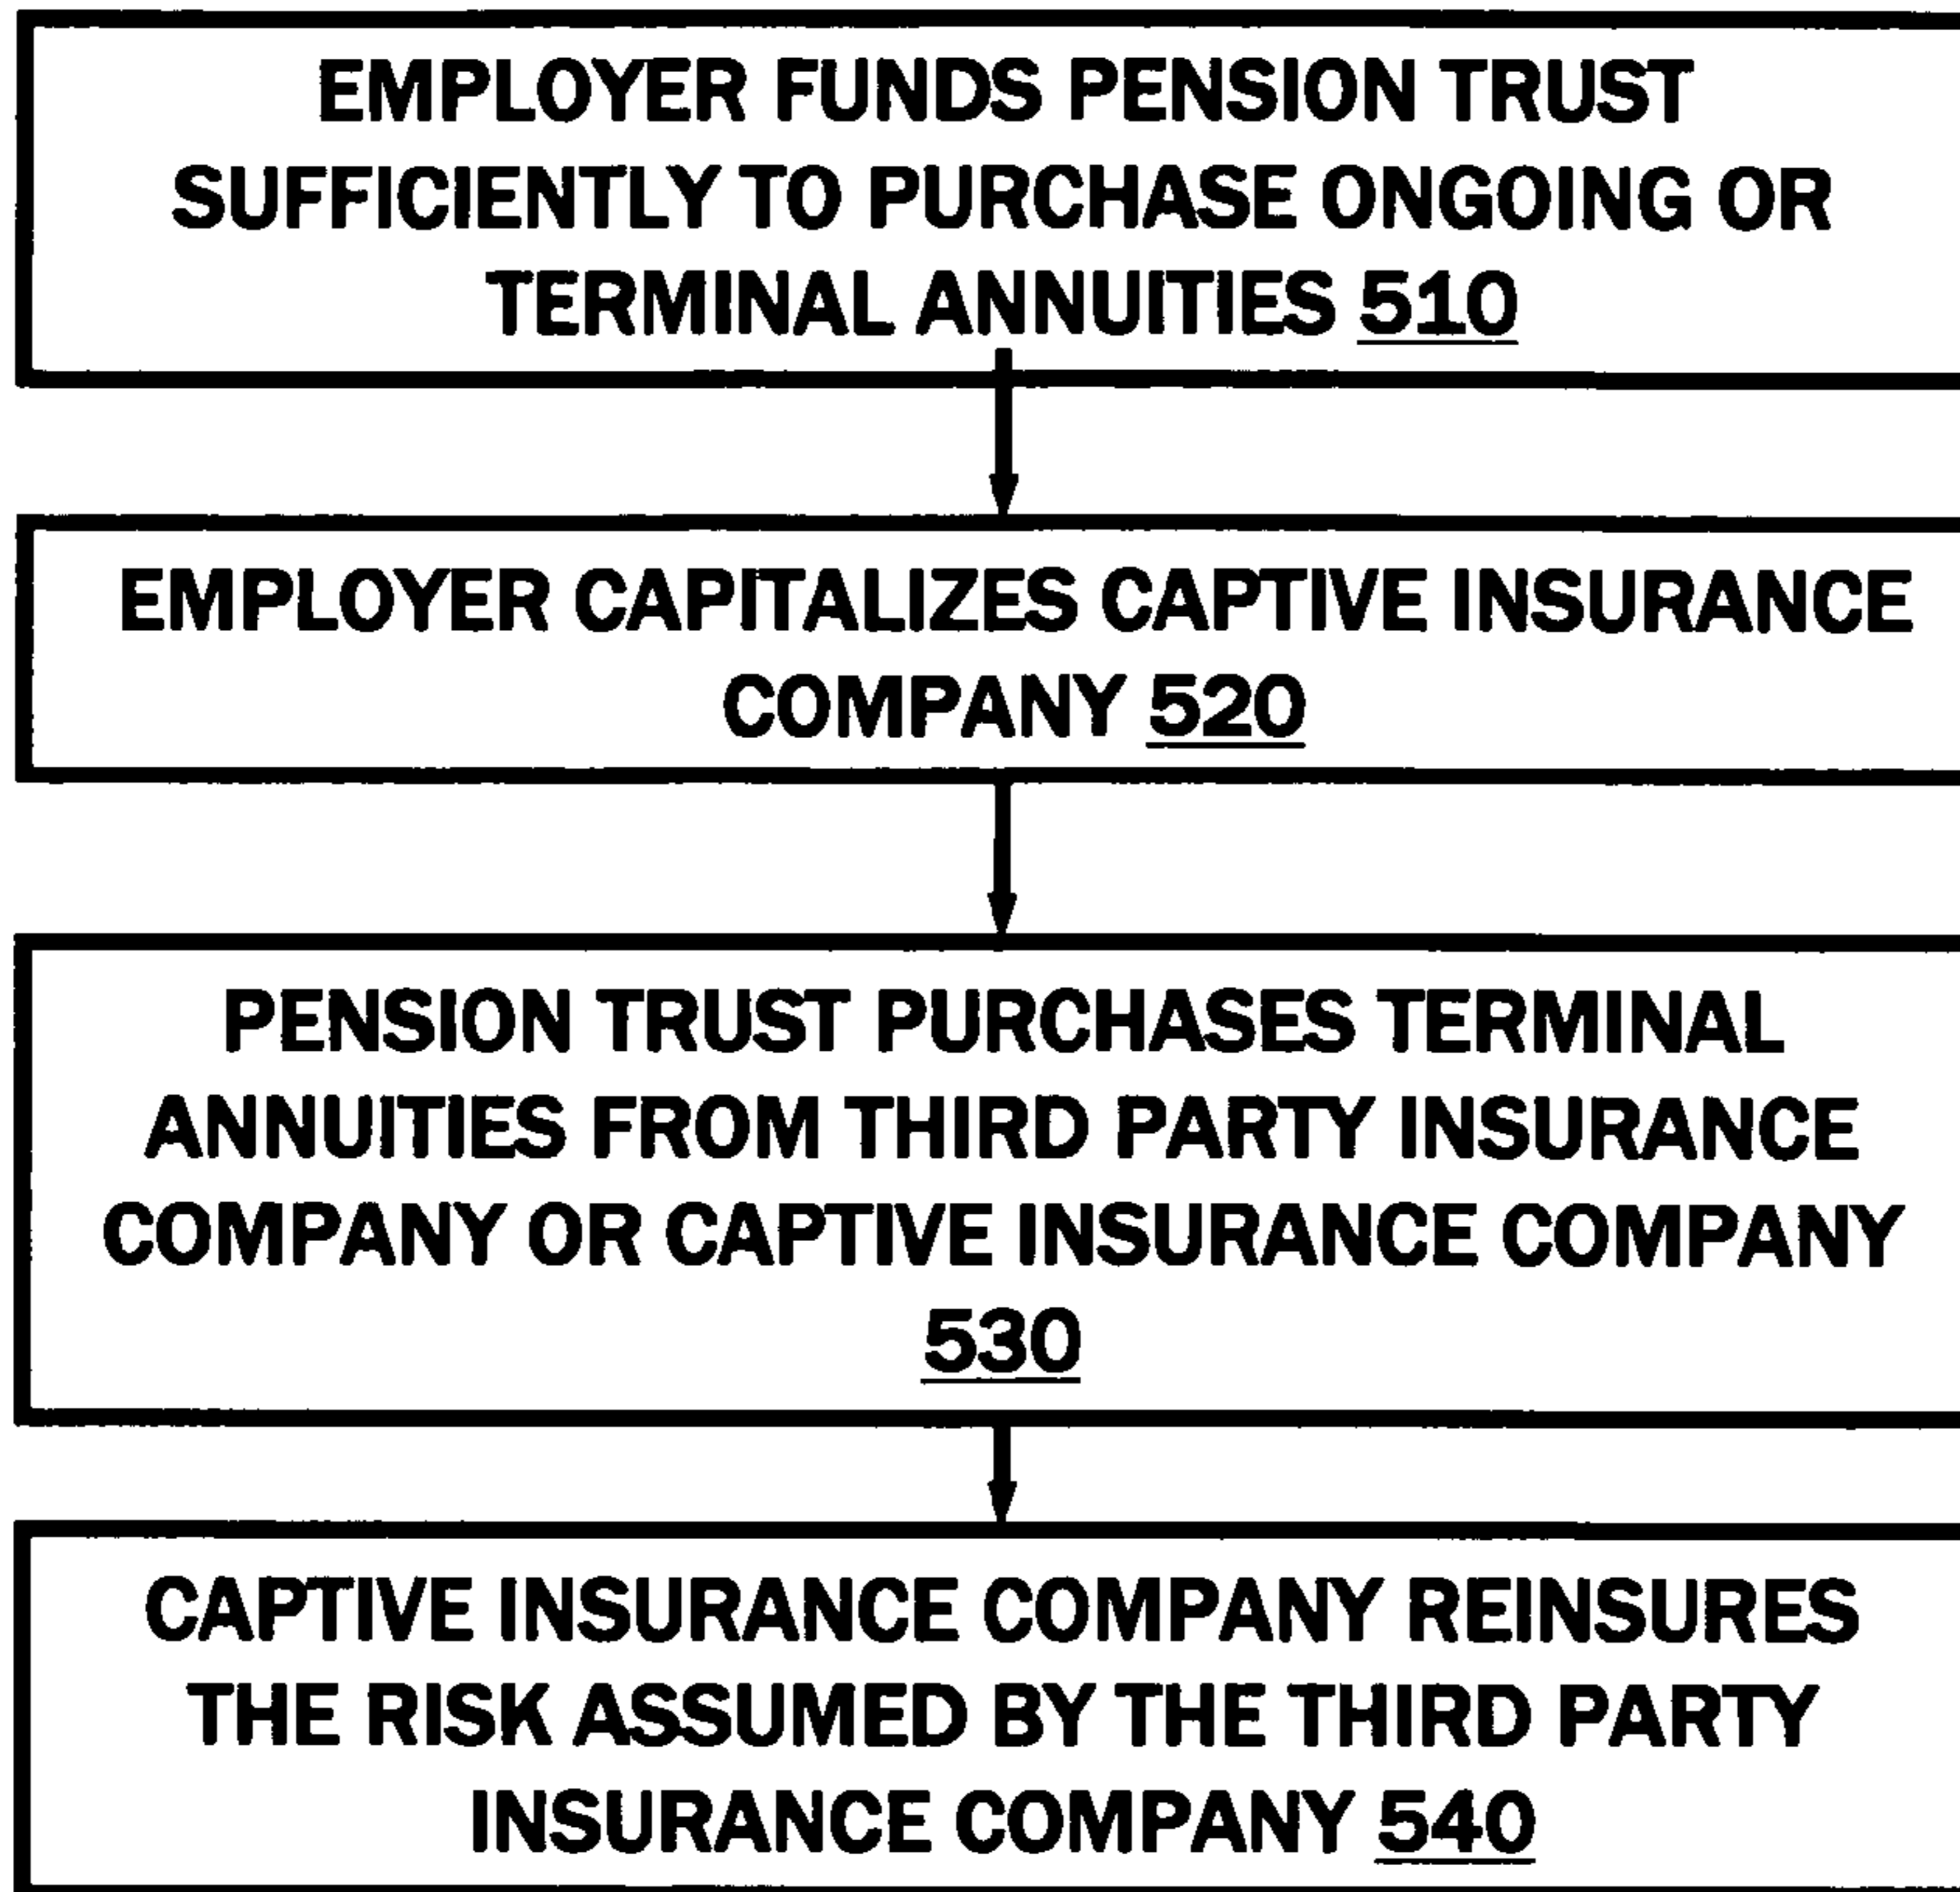 EMPLOYER FUNDS PENSION TRUST
SUFFICIENTLY TO PURCHASE ONGOING OR
TERMINAL ANNUITIES 510
EMPLOYER CAPITALIZES CAPTIVE INSURANCE
COMPANY 520
PENSION TRUST PURCHASES TERMINAL
ANNUITIES FROM THIRD PARTY INSURANCE
COMPANY OR CAPTIVE INSURANCE COMPANY
530
CAPTIVE INSURANCE COMPANY REINSURES
THE RISK ASSUMED BY THE THIRD PARTY
INSURANCE COMPANY 540